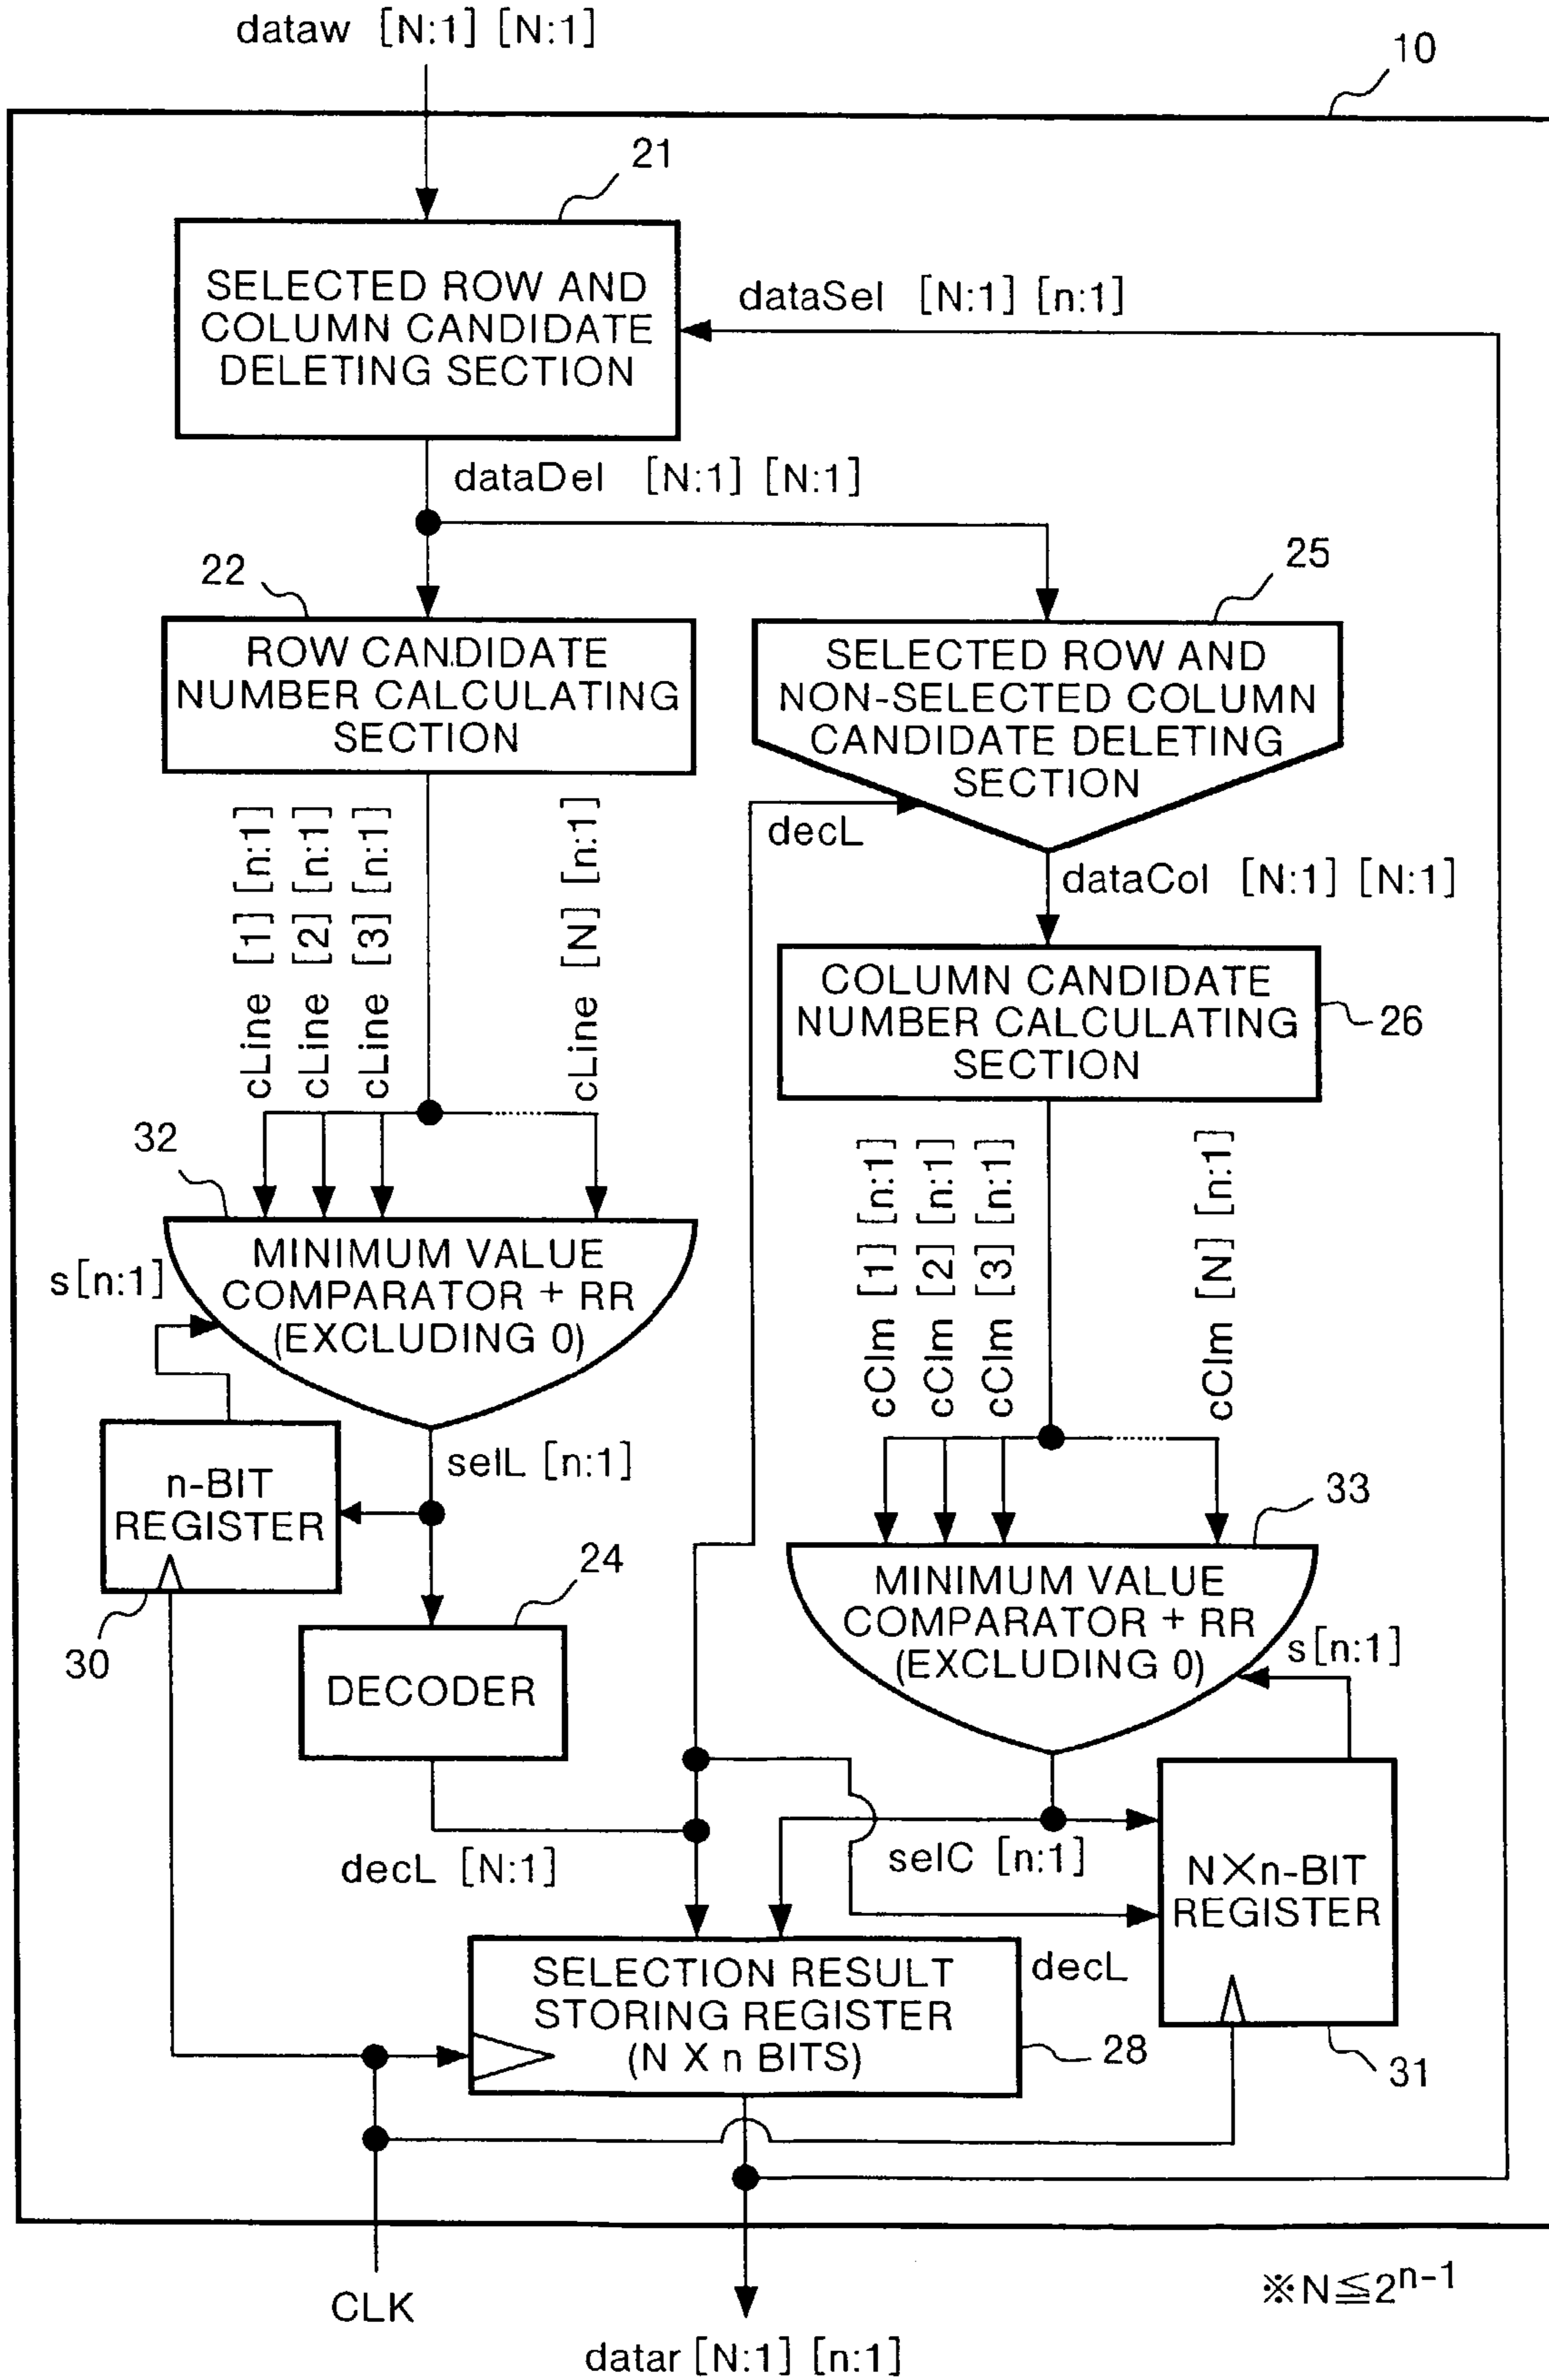 dataw [N:1] [N:1]
10
21
SELECTED ROW AND
COLUMN CANDIDATE
DELETING SECTION
dataSel [N:1] [n:1]
dataDel [N:1] [N:1]
22
25
ROW CANDIDATE
NUMBER CALCULATING
SECTION
SELECTED ROW AND
NON-SELECTED COLUMN
CANDIDATE DELETING
SECTION
decL
dataCol [N:1] [N:1]
cLine [1] [n:1]
cLine [2] [n:1]
cLine [3] [n:1]
cLine [N] [n:1]
COLUMN CANDIDATE
NUMBER CALCULATING
SECTION
26
32
cClm [1] [n:1]
cClm [2] [n:1]
cClm [3] [n:1]
cClm [N] [n:1]
s[n:1]
MINIMUM VALUE
COMPARATOR + RR
(EXCLUDING 0)
selL [n:1]
n-BIT
REGISTER
33
24
30
MINIMUM VALUE
COMPARATOR + RR
(EXCLUDING 0)
s[n:1]
DECODER
decL [N:1]
selC [n:1]
N×n-BIT
REGISTER
decL
SELECTION RESULT
STORING REGISTER
(N X n BITS)
28
31
CLK
※N≦2ⁿ⁻¹
datar [N:1] [n:1]